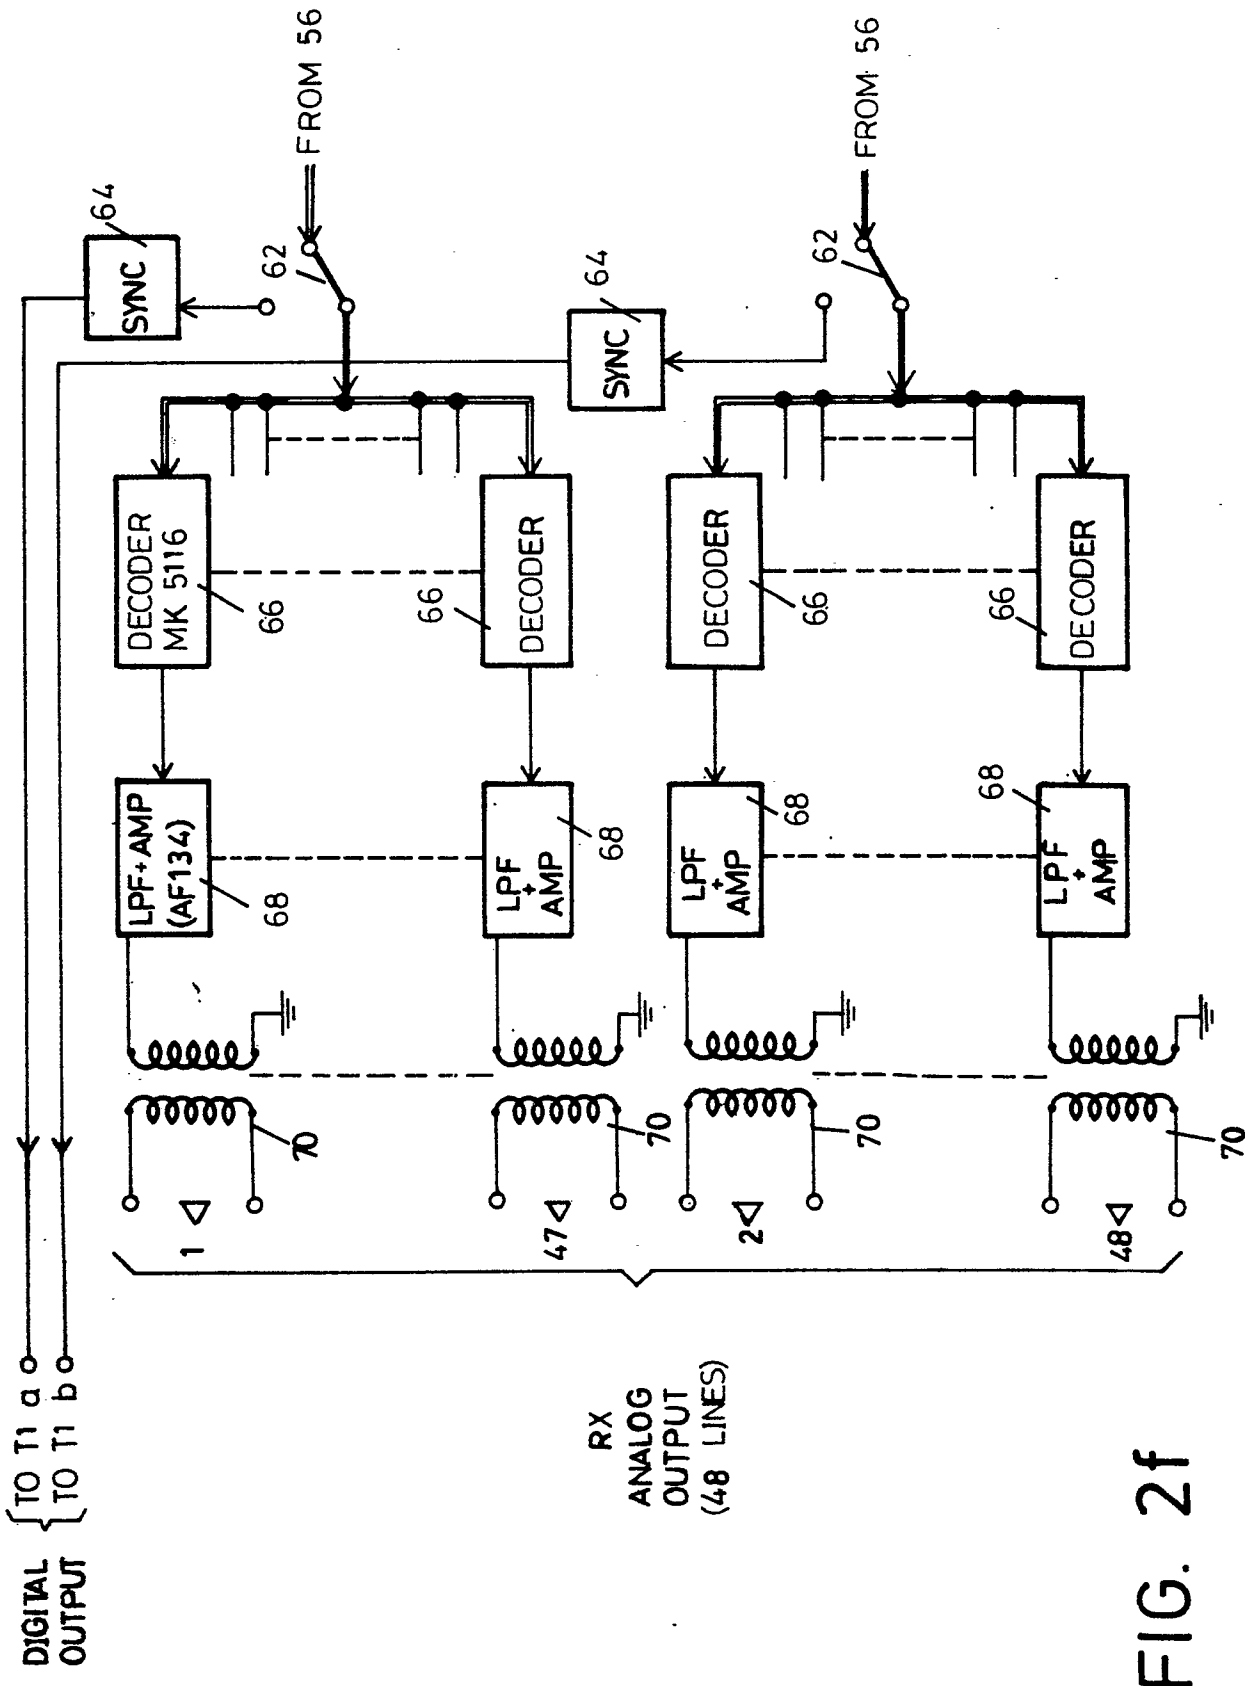 DIGITAL
OUTPUT
TO T1 a
TO T1 b
SYNC
64
62
FROM 56
SYNC
64
62
FROM 56
DECODER
MK 5116
66
DECODER
66
DECODER
66
DECODER
66
LPF+AMP
(AF134)
68
LPF
+
AMP
68
LPF
+
AMP
68
LPF
+
AMP
68
70
70
70
70
1
47
2
48
RX
ANALOG
OUTPUT
(48 LINES)
FIG. 2f